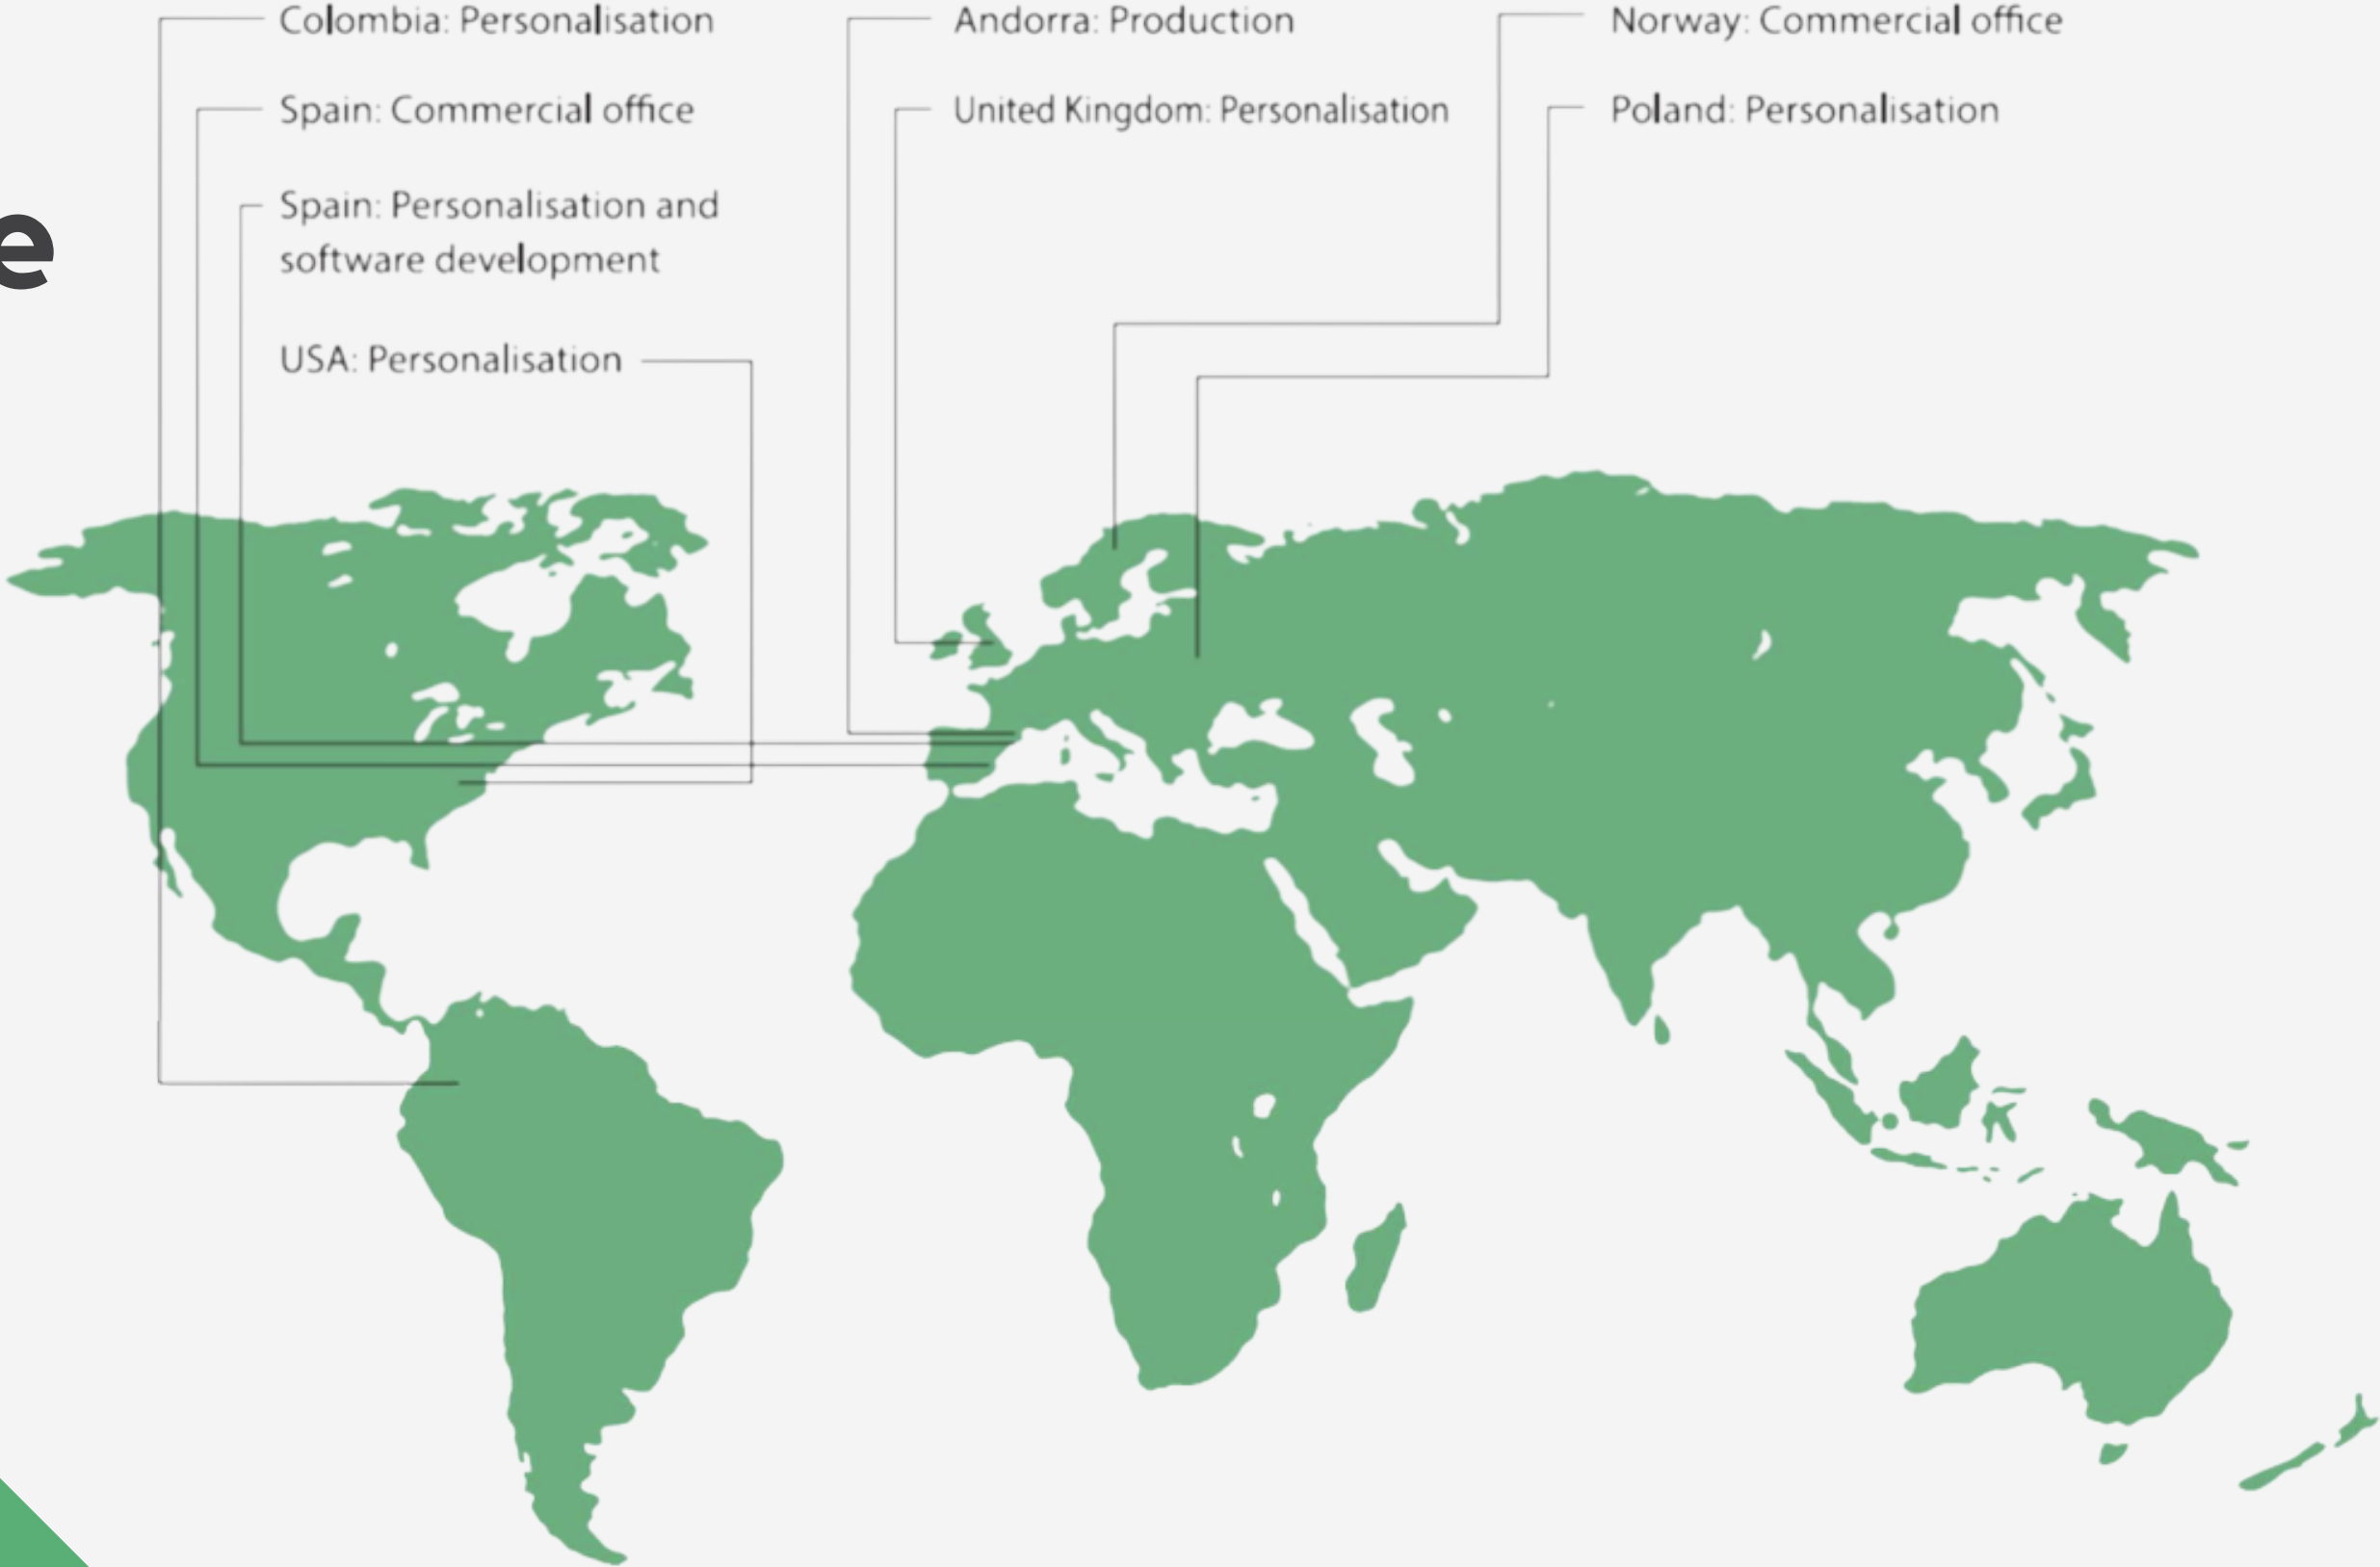 Colombia: Personalisation
Spain: Commercial office
Spain: Personalisation and
software development
USA: Personalisation
Andorra: Production
United Kingdom: Personalisation
Norway: Commercial office
Poland: Personalisation
e